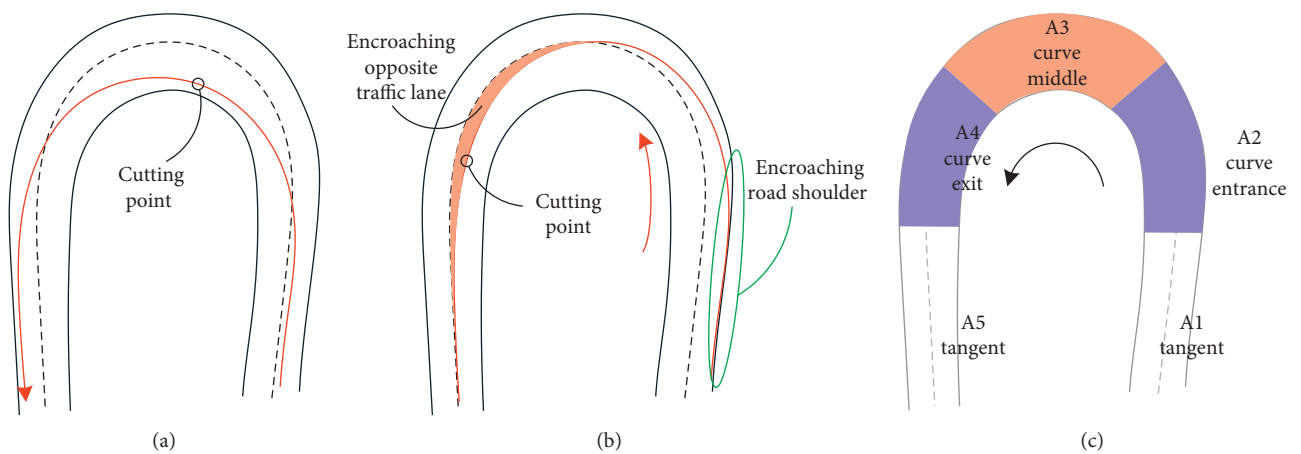 Cutting
point
(a)
Encroaching
opposite
traffic lane
Cutting
point
Encroaching
road shoulder
(b)
A3
curve
middle
A4
curve
exit
A2
curve
entrance
A5
tangent
A1
tangent
(c)